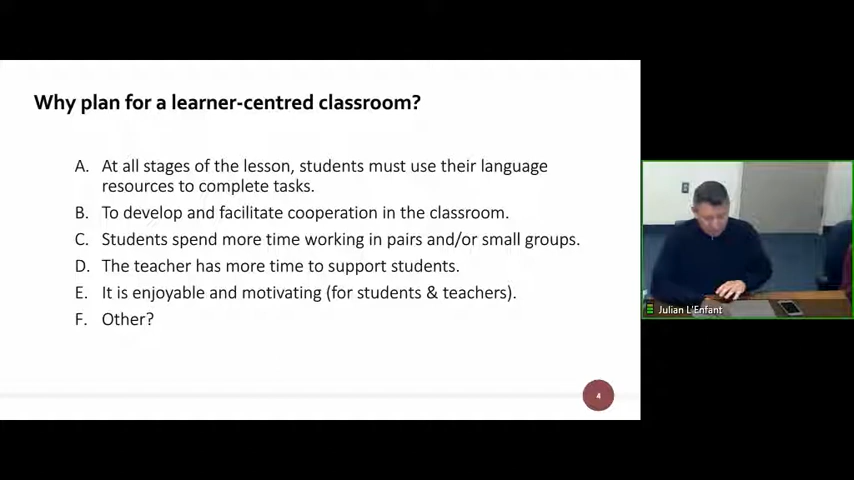 Why plan for a learner-centred classroom?
A. At all stages of the lesson, students must use their language
resources to complete tasks.
B. To develop and facilitate cooperation in the classroom.
C. Students spend more time working in pairs and/or small groups.
D. The teacher has more time to support students.
E. It is enjoyable and motivating (for students & teachers).
F. Other?
4
Julian L'Enfant